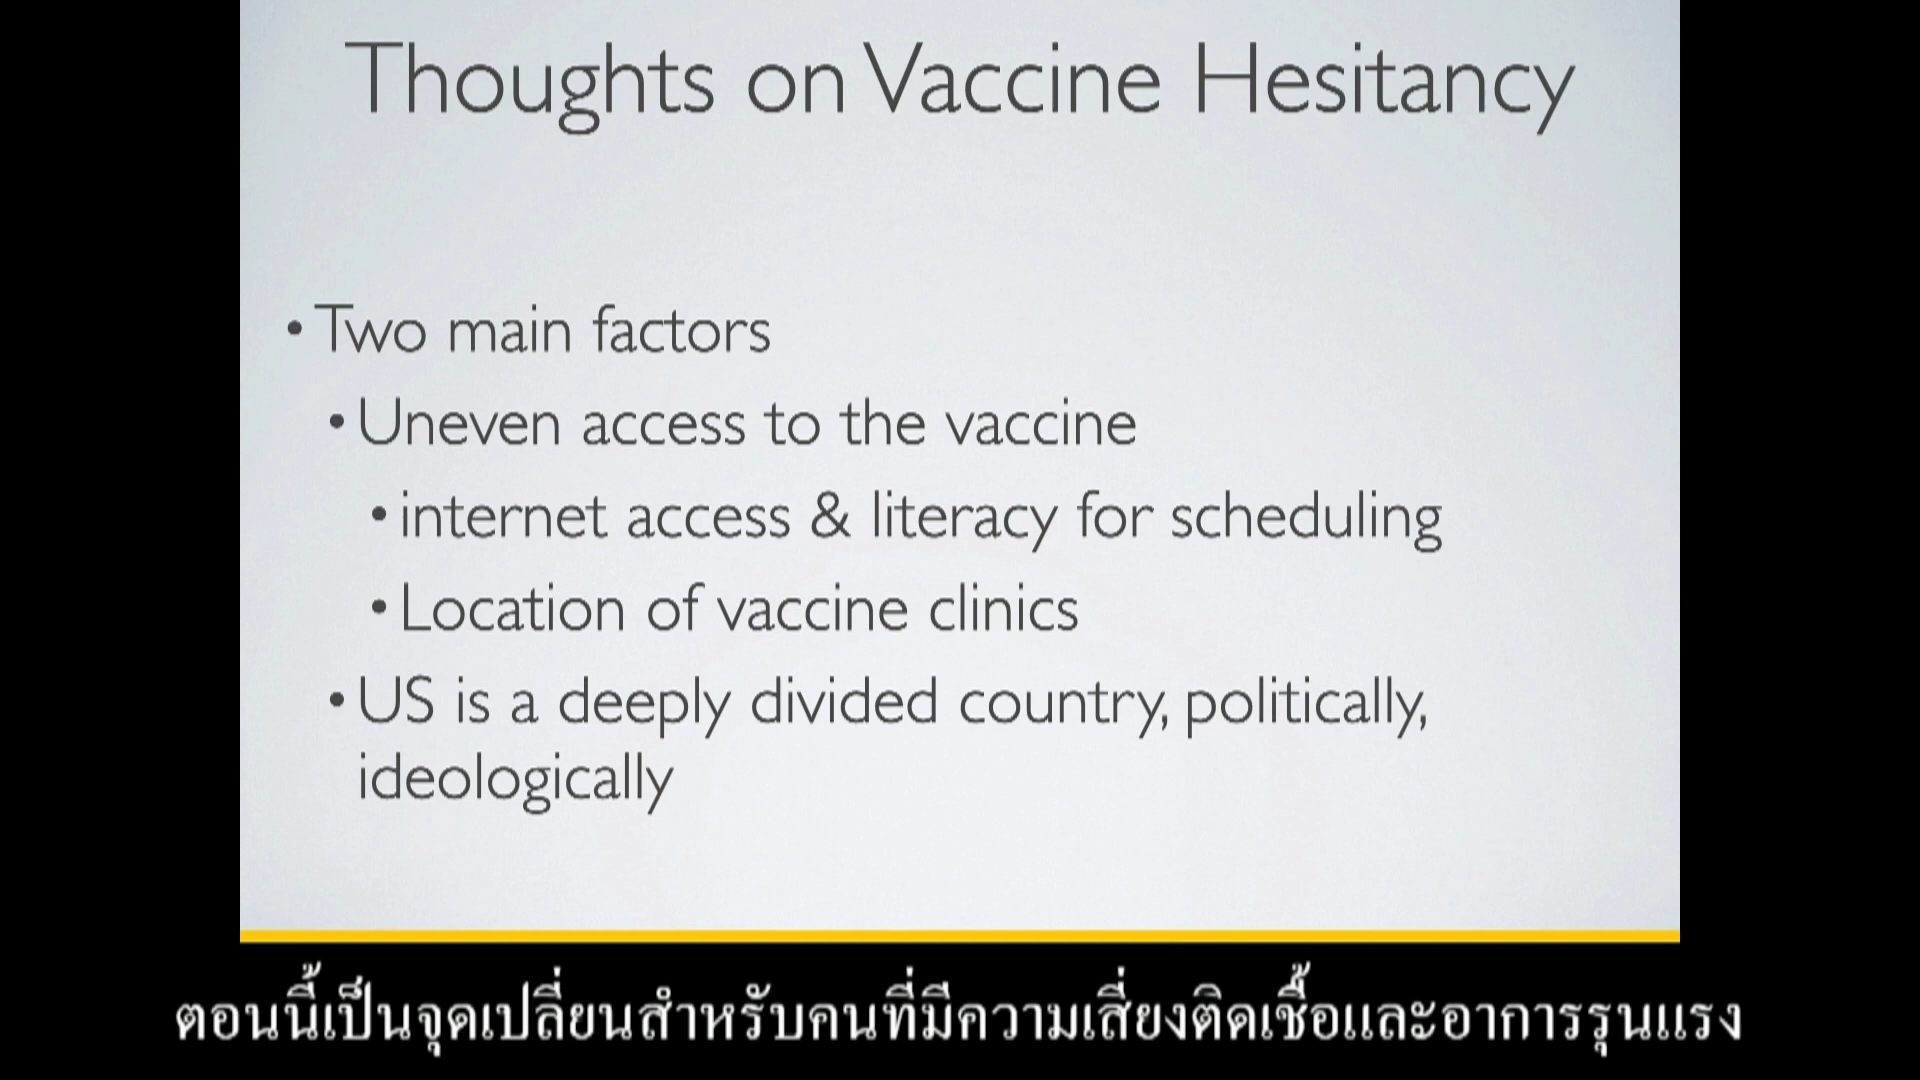 Thoughts on Vaccine Hesitancy
• Two main factors
• Uneven access to the vaccine
• internet access & literacy for scheduling
• Location of vaccine clinics
• US is a deeply divided country, politically,
ideologically
ตอนนี้เป็นจุดเปลี่ยนสำหรับคนที่มีความเสี่ยงติดเชื้อและอาการรุนแรง